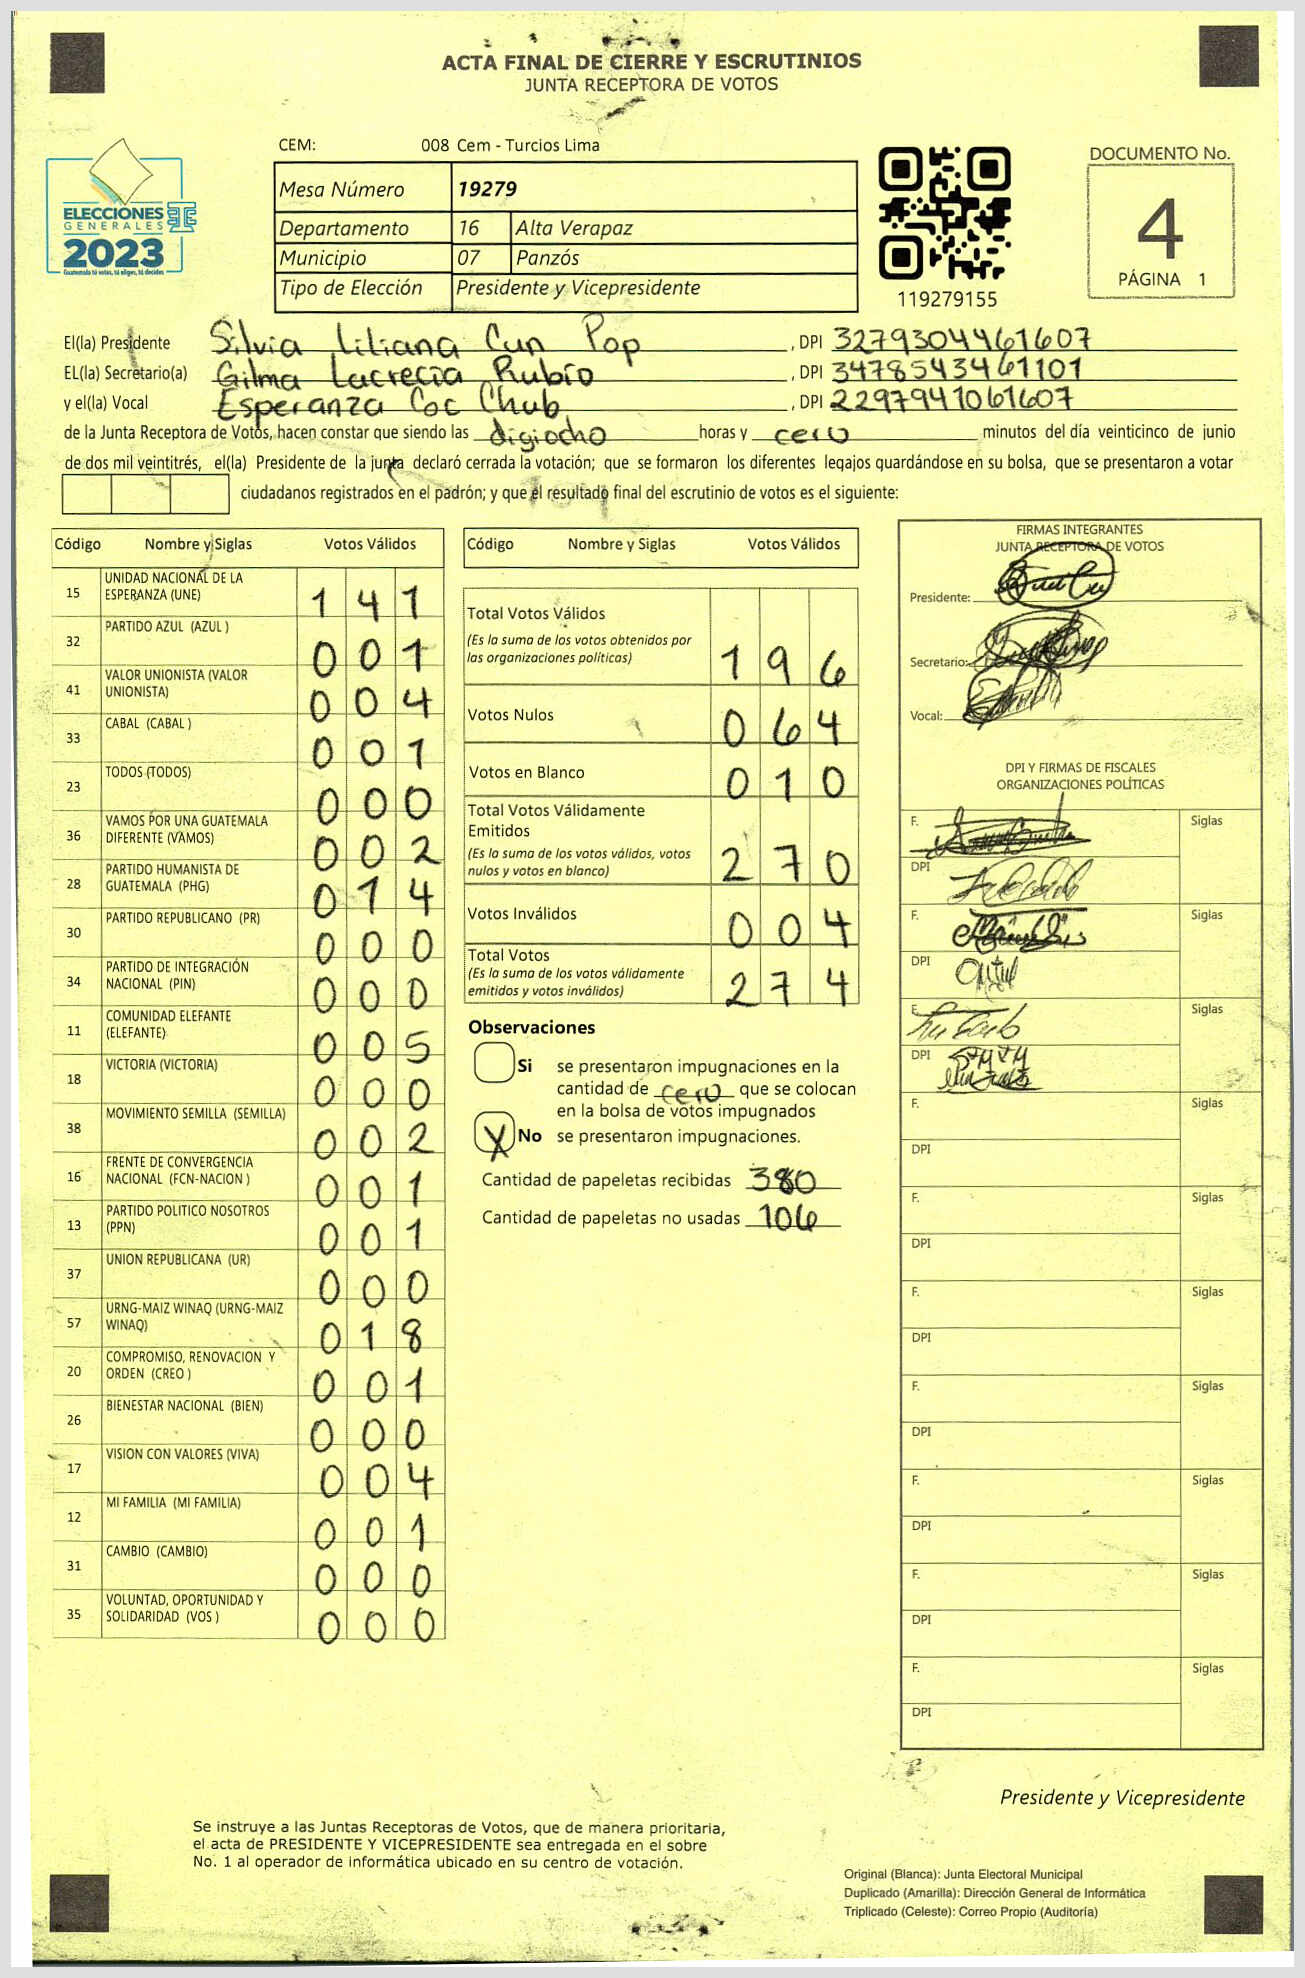 ACTA FINAL DE CIERRE Y ESCRUTINIOS
JUNTA RECEPTORA DE VOTOS
CEM: 008 Cem - Turcios Lima
ELECCIONES
GENERALES
2023
Guatemala tú votas, tú eliges, tú decides
Mesa Número 19279
Departamento 16 Alta Verapaz
Municipio 07 Panzós
Tipo de Elección Presidente y Vicepresidente
119279155
DOCUMENTO No.
4
PÁGINA 1
El(la) Presidente Silvia Liliana Cun Pop, DPI 3279304461607
EL(la) Secretario(a) Gilma Lacrecia Rubio, DPI 3478543461101
y el(la) Vocal Esperanza Coc Chub, DPI 2297941061607
de la Junta Receptora de Votos, hacen constar que siendo las digiocho horas y cero minutos del día veinticinco de junio
de dos mil veintitrés, el(la) Presidente de la junta declaró cerrada la votación; que se formaron los diferentes legajos guardándose en su bolsa, que se presentaron a votar
ciudadanos registrados en el padrón; y que el resultado final del escrutinio de votos es el siguiente:
Código Nombre y Siglas Votos Válidos
15 UNIDAD NACIONAL DE LA ESPERANZA (UNE) 1 4 1
32 PARTIDO AZUL (AZUL ) 0 0 1
41 VALOR UNIONISTA (VALOR UNIONISTA) 0 0 4
33 CABAL (CABAL ) 0 0 1
23 TODOS (TODOS) 0 0 0
36 VAMOS POR UNA GUATEMALA DIFERENTE (VAMOS) 0 0 2
28 PARTIDO HUMANISTA DE GUATEMALA (PHG) 0 1 4
30 PARTIDO REPUBLICANO (PR) 0 0 0
34 PARTIDO DE INTEGRACIÓN NACIONAL (PIN) 0 0 0
11 COMUNIDAD ELEFANTE (ELEFANTE) 0 0 5
18 VICTORIA (VICTORIA) 0 0 0
38 MOVIMIENTO SEMILLA (SEMILLA) 0 0 2
16 FRENTE DE CONVERGENCIA NACIONAL (FCN-NACION ) 0 0 1
13 PARTIDO POLITICO NOSOTROS (PPN) 0 0 1
37 UNION REPUBLICANA (UR) 0 0 0
57 URNG-MAIZ WINAQ (URNG-MAIZ WINAQ) 0 1 8
20 COMPROMISO, RENOVACION Y ORDEN (CREO ) 0 0 1
26 BIENESTAR NACIONAL (BIEN) 0 0 0
17 VISION CON VALORES (VIVA) 0 0 4
12 MI FAMILIA (MI FAMILIA) 0 0 1
31 CAMBIO (CAMBIO) 0 0 0
35 VOLUNTAD, OPORTUNIDAD Y SOLIDARIDAD (VOS ) 0 0 0
Código Nombre y Siglas Votos Válidos
Total Votos Válidos
(Es la suma de los votos obtenidos por
las organizaciones políticas) 1 9 6
Votos Nulos 0 6 4
Votos en Blanco 0 1 0
Total Votos Válidamente
Emitidos
(Es la suma de los votos válidos, votos
nulos y votos en blanco) 2 7 0
Votos Inválidos 0 0 4
Total Votos
(Es la suma de los votos válidamente
emitidos y votos inválidos) 2 7 4
Observaciones
Si se presentaron impugnaciones en la
cantidad de cero que se colocan
en la bolsa de votos impugnados
X No se presentaron impugnaciones.
Cantidad de papeletas recibidas 380
Cantidad de papeletas no usadas 106
FIRMAS INTEGRANTES
JUNTA RECEPTORA DE VOTOS
Presidente:
Secretario:
Vocal:
DPI Y FIRMAS DE FISCALES
ORGANIZACIONES POLÍTICAS
F. Siglas
DPI
F. Siglas
DPI
F. Siglas
DPI
F. Siglas
DPI
F. Siglas
DPI
F. Siglas
DPI
F. Siglas
DPI
F. Siglas
DPI
F. Siglas
DPI
F. Siglas
DPI
Presidente y Vicepresidente
Se instruye a las Juntas Receptoras de Votos, que de manera prioritaria,
el acta de PRESIDENTE Y VICEPRESIDENTE sea entregada en el sobre
No. 1 al operador de informática ubicado en su centro de votación.
Original (Blanca): Junta Electoral Municipal
Duplicado (Amarilla): Dirección General de Informática
Triplicado (Celeste): Correo Propio (Auditoría)